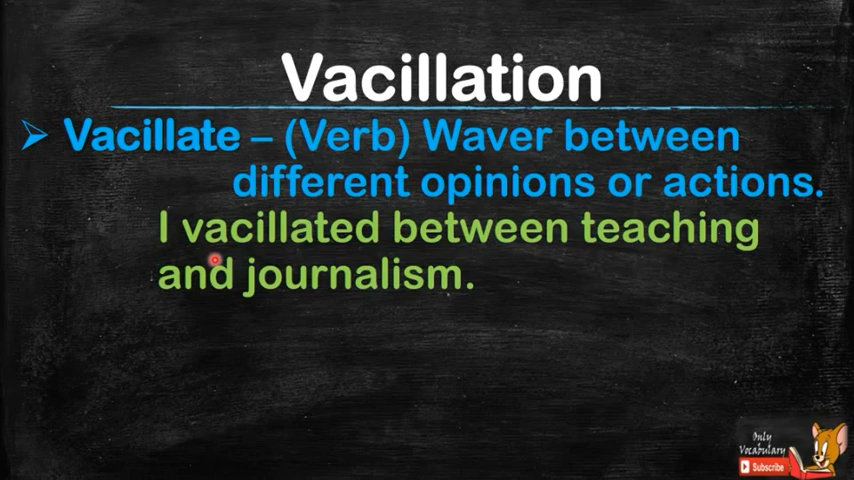 Vacillation
➢ Vacillate – (Verb) Waver between
different opinions or actions.
I vacillated between teaching
and journalism.
Only
Vocabulary
Subscribe